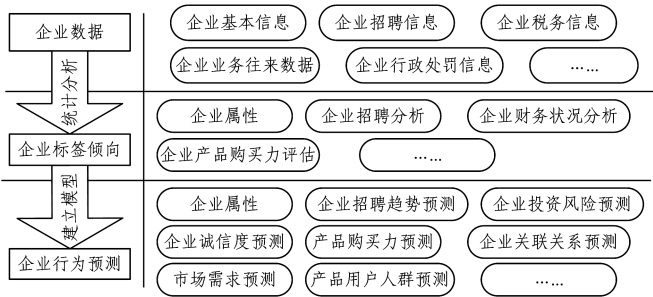 企业数据
企业基本信息 企业招聘信息 企业税务信息
企业业务往来数据 企业行政处罚信息 ……
统计分析
企业标签倾向
企业属性 企业招聘分析 企业财务状况分析
企业产品购买力评估 ……
建立模型
企业行为预测
企业属性 企业招聘趋势预测 企业投资风险预测
企业诚信度预测 产品购买力预测 企业关联关系预测
市场需求预测 产品用户人群预测 ……